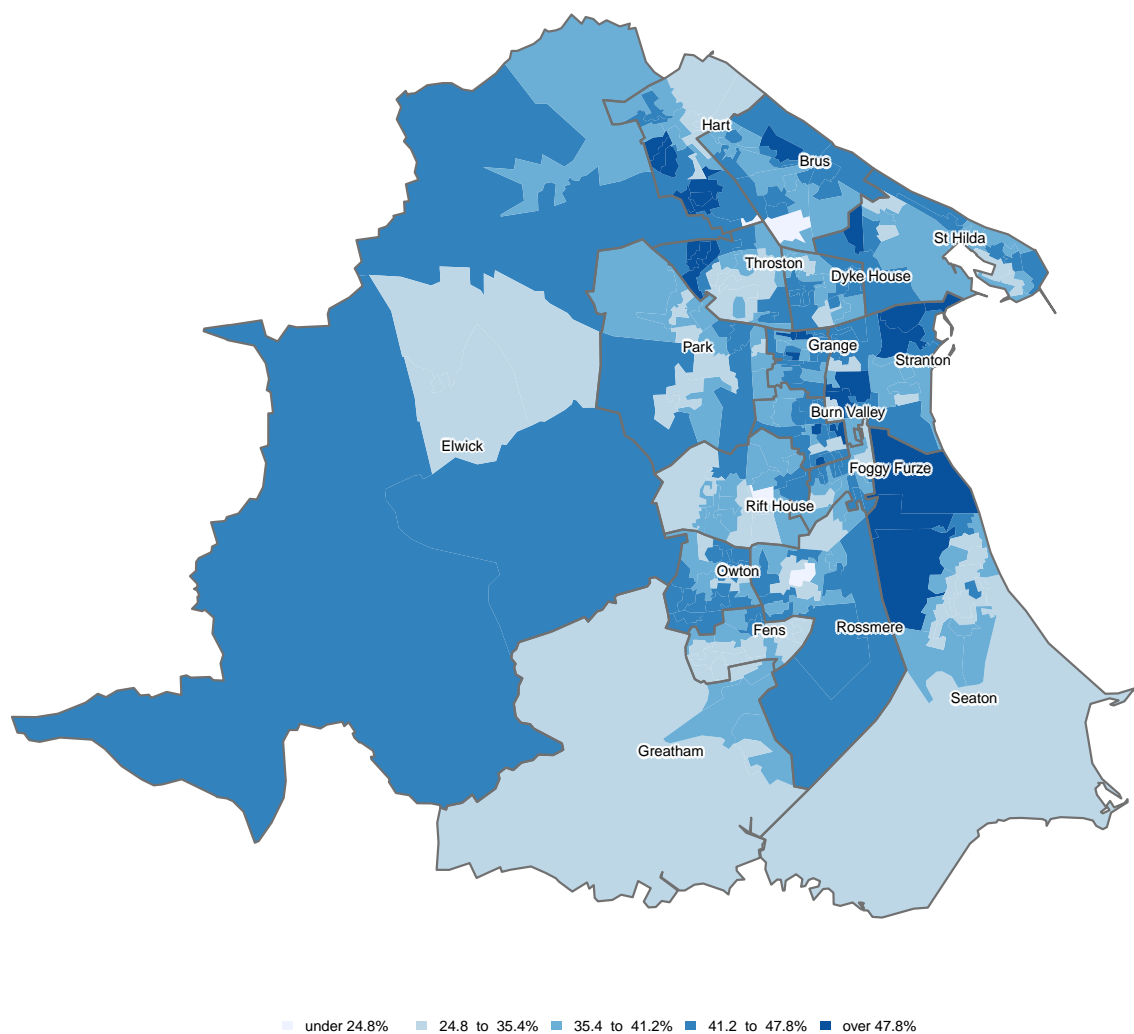 Hart
Brus
St Hilda
Throston
Dyke House
Park
Grange
Stranton
Burn Valley
Elwick
Foggy Furze
Rift House
Owton
Fens
Rossmere
Seaton
Greatham
under 24.8% 24.8 to 35.4% 35.4 to 41.2% 41.2 to 47.8% over 47.8%